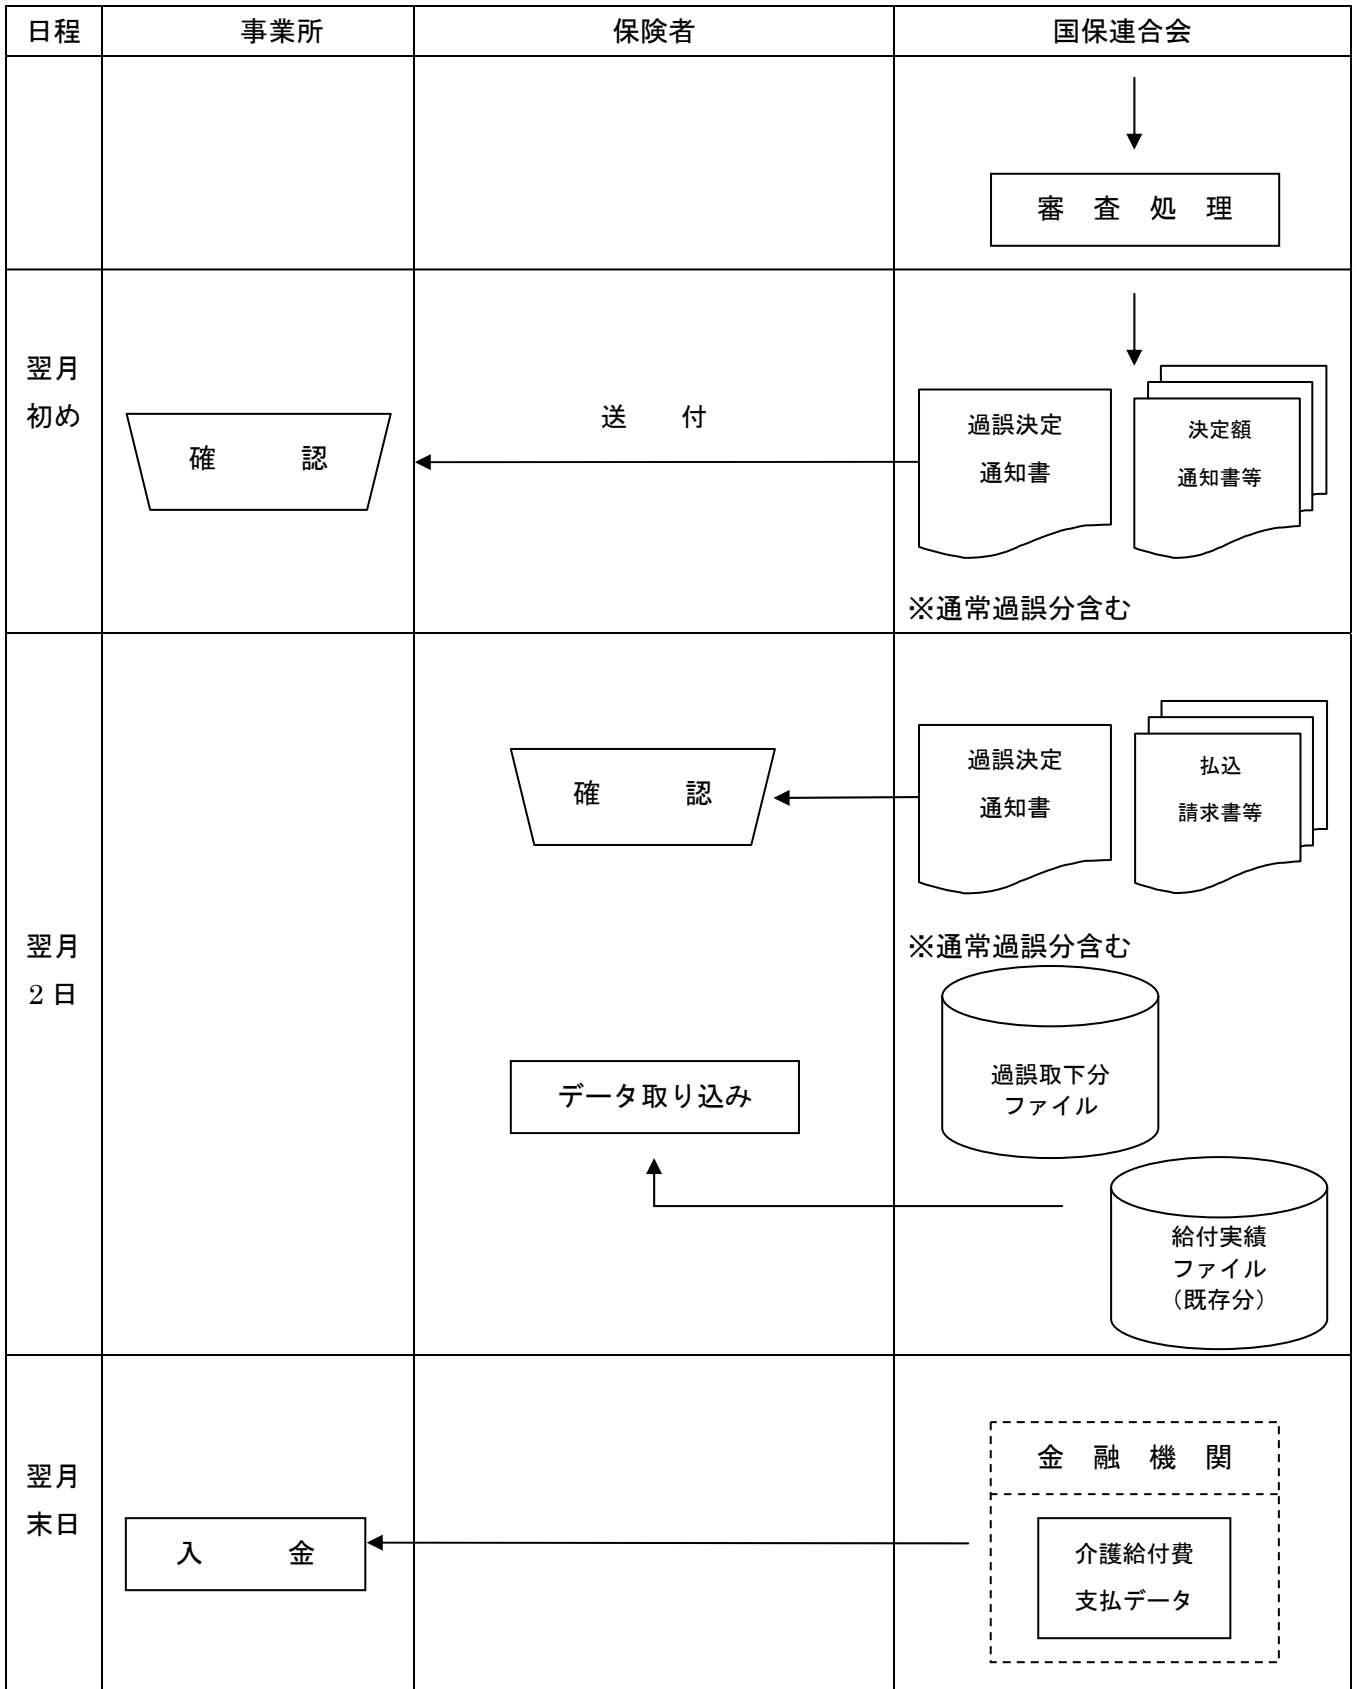 日程 事業所 保険者 国保連合会
審 査 処 理
翌月
初め
確 認
送 付
過誤決定
通知書
決定額
通知書等
※通常過誤分含む
翌月
2 日
確 認
過誤決定
通知書
払込
請求書等
※通常過誤分含む
データ取り込み
過誤取下分
ファイル
給付実績
ファイル
（既存分）
翌月
末日
入 金
金 融 機 関
介護給付費
支払データ